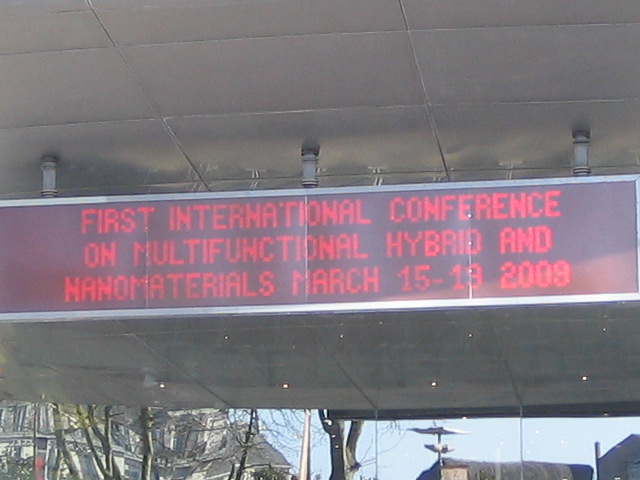 FIRST INTERNATIONAL CONFERENCE
ON MULTIFUNCTIONAL HYBRID AND
NANOMATERIALS MARCH 15-19 2009